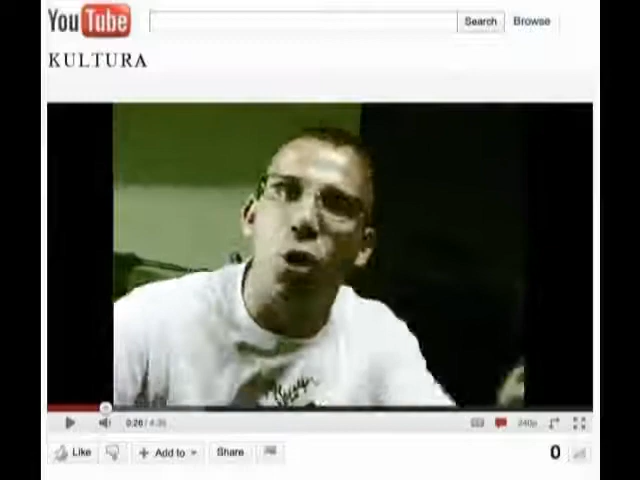 YouTube Search Browse
KULTURA
0:26 / 4:35
240p
Like + Add to Share 0